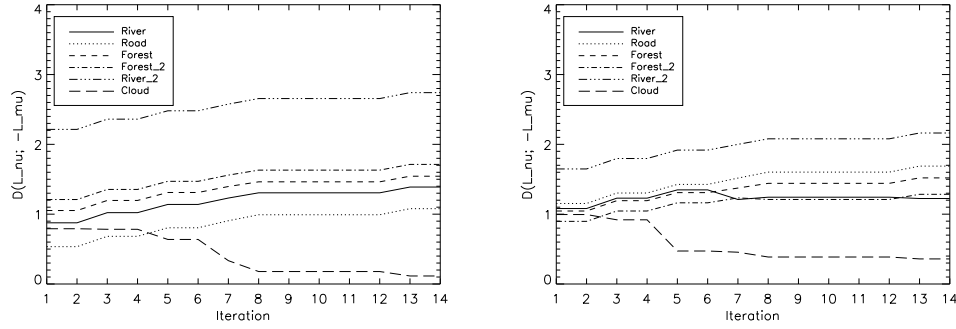 4
3
2
1
0
D(L_nu; -L_mu)
River
Road
Forest
Forest_2
River_2
Cloud
1 2 3 4 5 6 7 8 9 10 11 12 13 14
Iteration
4
3
2
1
0
D(L_nu; -L_mu)
River
Road
Forest
Forest_2
River_2
Cloud
1 2 3 4 5 6 7 8 9 10 11 12 13 14
Iteration